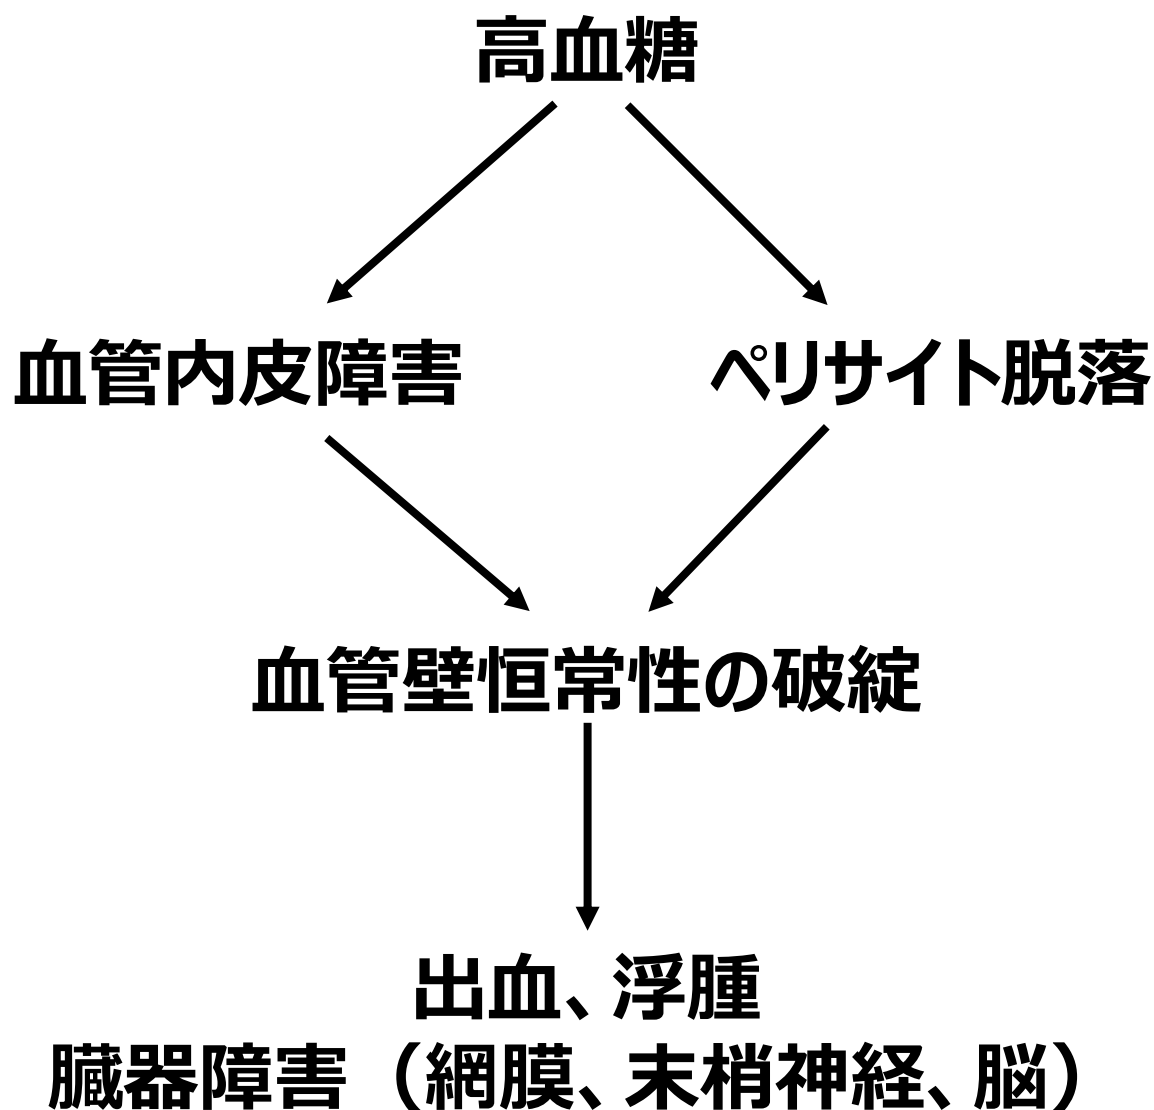 高血糖
血管内皮障害
ペリサイト脱落
血管壁恒常性の破綻
出血、浮腫
臓器障害（網膜、末梢神経、脳）